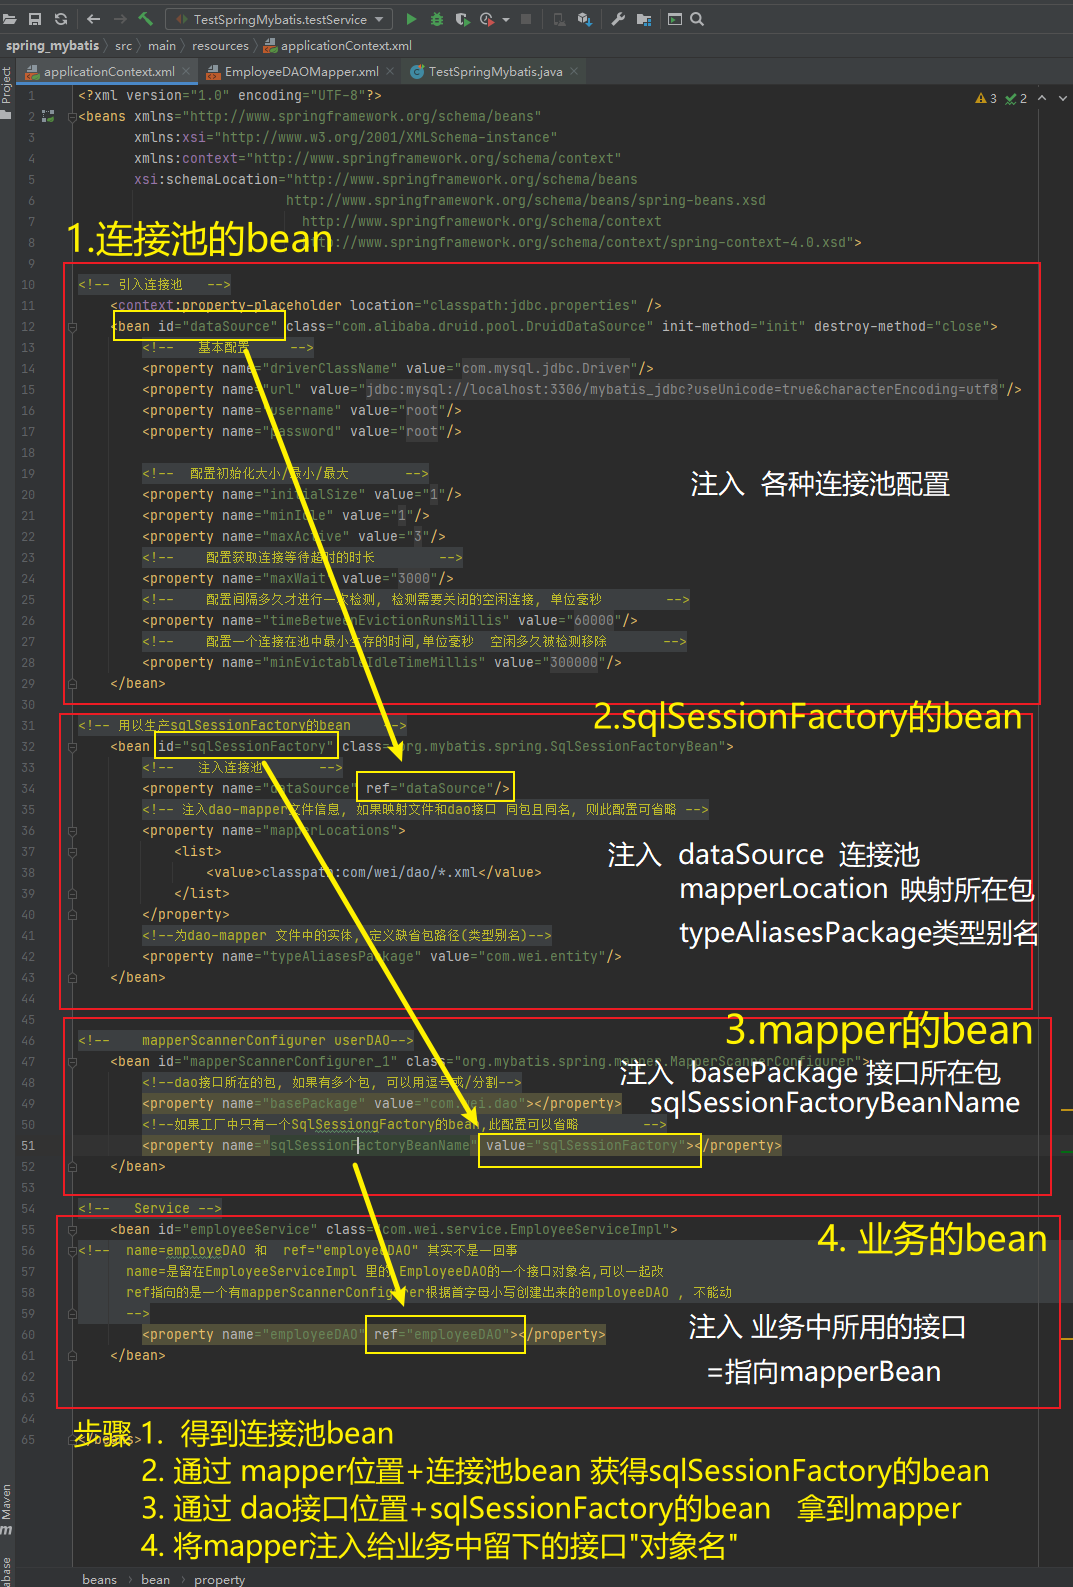 TestSpringMybatis.testService
spring_mybatis
src
main
resources
applicationContext.xml
applicationContext.xml
EmployeeDAOMapper.xml
TestSpringMybatis.java
Project
3 2
1 <?xml version="1.0" encoding="UTF-8"?>
2 <beans xmlns="http://www.springframework.org/schema/beans"
3 xmlns:xsi="http://www.w3.org/2001/XMLSchema-instance"
4 xmlns:context="http://www.springframework.org/schema/context"
5 xsi:schemaLocation="http://www.springframework.org/schema/beans
6 http://www.springframework.org/schema/beans/spring-beans.xsd
7 http://www.springframework.org/schema/context
1.连接池的bean
8 http://www.springframework.org/schema/context/spring-context-4.0.xsd">
9
10 <!-- 引入连接池 -->
11 <context:property-placeholder location="classpath:jdbc.properties" />
12 <bean id="dataSource" class="com.alibaba.druid.pool.DruidDataSource" init-method="init" destroy-method="close">
13 <!-- 基本配置 -->
14 <property name="driverClassName" value="com.mysql.jdbc.Driver"/>
15 <property name="url" value="jdbc:mysql://localhost:3306/mybatis_jdbc?useUnicode=true&characterEncoding=utf8"/>
16 <property name="username" value="root"/>
17 <property name="password" value="root"/>
18
19 <!-- 配置初始化大小/最小/最大 -->
注入 各种连接池配置
20 <property name="initialSize" value="1"/>
21 <property name="minIdle" value="1"/>
22 <property name="maxActive" value="3"/>
23 <!-- 配置获取连接等待超时的时长 -->
24 <property name="maxWait" value="3000"/>
25 <!-- 配置间隔多久才进行一次检测, 检测需要关闭的空闲连接, 单位毫秒 -->
26 <property name="timeBetweenEvictionRunsMillis" value="60000"/>
27 <!-- 配置一个连接在池中最小生存的时间,单位毫秒 空闲多久被检测移除 -->
28 <property name="minEvictableIdleTimeMillis" value="300000"/>
29 </bean>
30
2.sqlSessionFactory的bean
31 <!-- 用以生产sqlSessionFactory的bean -->
32 <bean id="sqlSessionFactory" class="org.mybatis.spring.SqlSessionFactoryBean">
33 <!-- 注入连接池 -->
34 <property name="dataSource" ref="dataSource"/>
35 <!-- 注入dao-mapper文件信息, 如果映射文件和dao接口 同包且同名, 则此配置可省略 -->
36 <property name="mapperLocations">
37 <list>
注入 dataSource 连接池
38 <value>classpath:com/wei/dao/*.xml</value>
39 </list>
mapperLocation 映射所在包
40 </property>
41 <!--为dao-mapper 文件中的实体, 定义缺省包路径(类型别名)-->
typeAliasesPackage类型别名
42 <property name="typeAliasesPackage" value="com.wei.entity"/>
43 </bean>
44
45
3.mapper的bean
46 <!-- mapperScannerConfigurer userDAO-->
47 <bean id="mapperScannerConfigurer_1" class="org.mybatis.spring.mapper.MapperScannerConfigurer">
注入 basePackage 接口所在包
48 <!--dao接口所在的包, 如果有多个包, 可以用逗号或/分割-->
49 <property name="basePackage" value="com.wei.dao"></property>
sqlSessionFactoryBeanName
50 <!--如果工厂中只有一个SqlSessiongFactory的bean,此配置可以省略 -->
51 <property name="sqlSessionFactoryBeanName" value="sqlSessionFactory"></property>
52 </bean>
53
54 <!-- Service -->
55 <bean id="employeeService" class="com.wei.service.EmployeeServiceImpl">
4. 业务的bean
56 <!-- name=employeDAO 和 ref="employeeDAO" 其实不是一回事
57 name=是留在EmployeeServiceImpl 里的 EmployeeDAO的一个接口对象名,可以一起改
58 ref指向的是一个有mapperScannerConfigurer根据首字母小写创建出来的employeeDAO , 不能动
59 -->
60 <property name="employeeDAO" ref="employeeDAO"></property>
注入 业务中所用的接口
61 </bean>
=指向mapperBean
62
63
64
65 </beans>
步骤 1. 得到连接池bean
2. 通过 mapper位置+连接池bean 获得sqlSessionFactory的bean
3. 通过 dao接口位置+sqlSessionFactory的bean 拿到mapper
4. 将mapper注入给业务中留下的接口"对象名"
Maven
abase
beans
bean
property